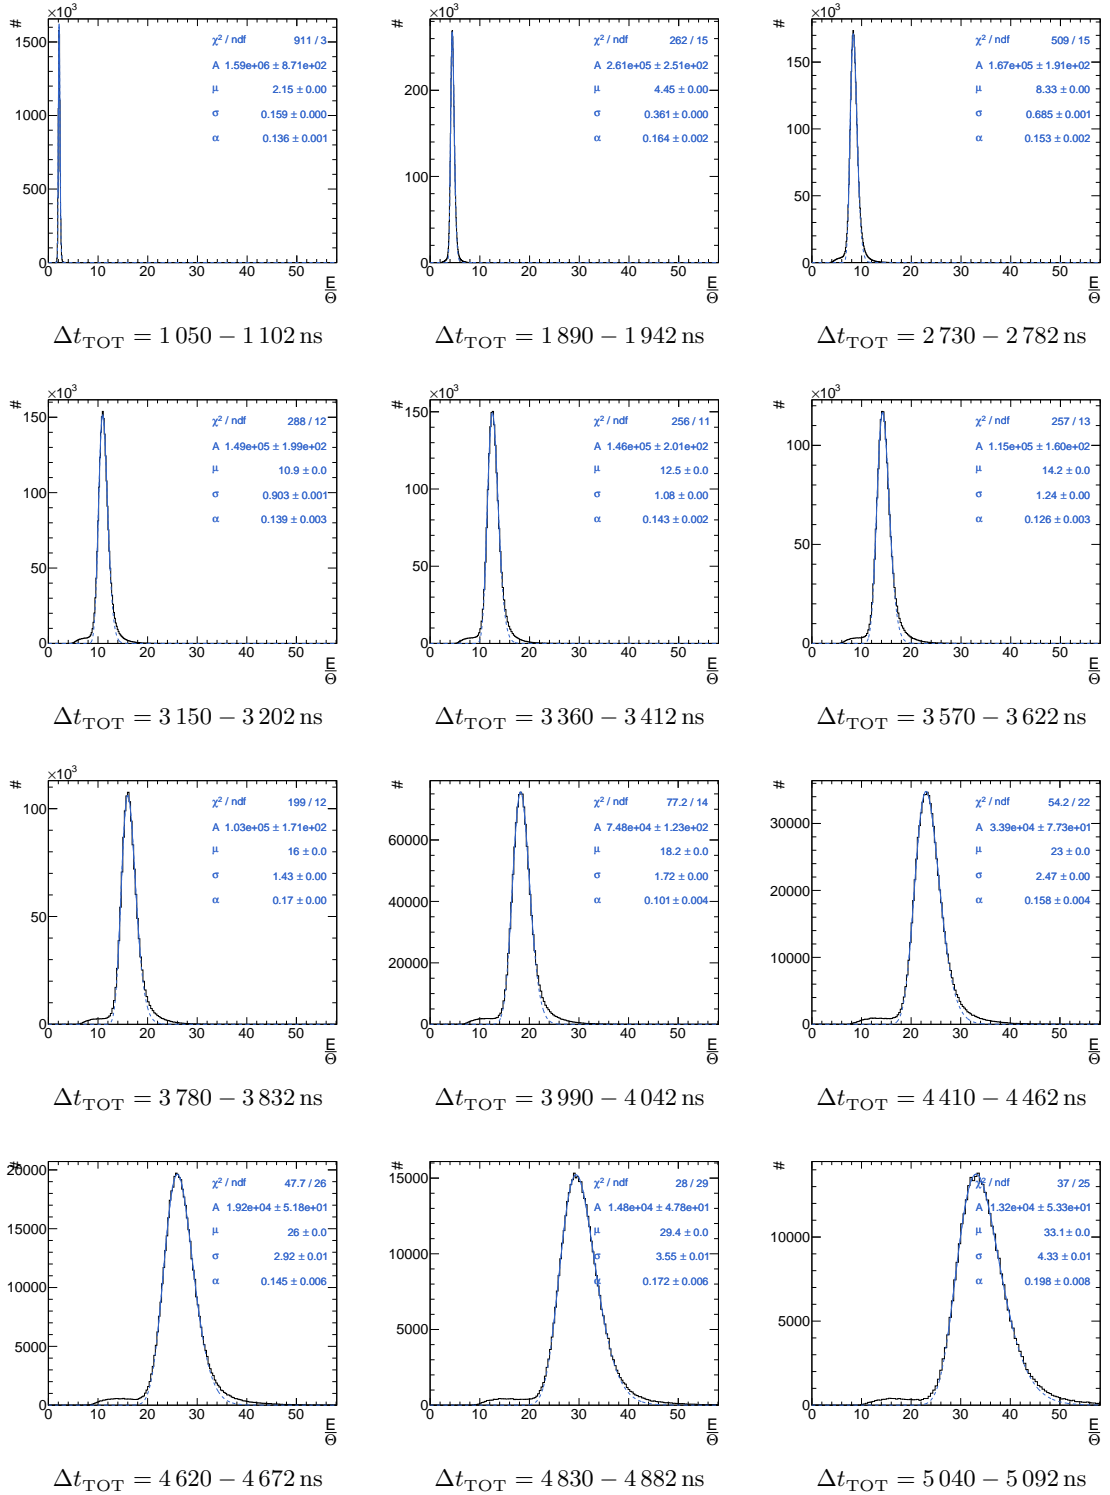 #
×10³
1500
1000
500
0
0 10 20 30 40 50
E
Θ
χ² / ndf 911 / 3
A 1.59e+06 ± 8.71e+02
μ 2.15 ± 0.00
σ 0.159 ± 0.000
α 0.136 ± 0.001
Δt_TOT = 1 050 − 1 102 ns
#
×10³
200
100
0
0 10 20 30 40 50
E
Θ
χ² / ndf 262 / 15
A 2.61e+05 ± 2.51e+02
μ 4.45 ± 0.00
σ 0.361 ± 0.000
α 0.164 ± 0.002
Δt_TOT = 1 890 − 1 942 ns
#
×10³
150
100
50
0
0 10 20 30 40 50
E
Θ
χ² / ndf 509 / 15
A 1.67e+05 ± 1.91e+02
μ 8.33 ± 0.00
σ 0.685 ± 0.001
α 0.153 ± 0.002
Δt_TOT = 2 730 − 2 782 ns
#
×10³
150
100
50
0
0 10 20 30 40 50
E
Θ
χ² / ndf 288 / 12
A 1.49e+05 ± 1.99e+02
μ 10.9 ± 0.0
σ 0.903 ± 0.001
α 0.139 ± 0.003
Δt_TOT = 3 150 − 3 202 ns
#
×10³
150
100
50
0
0 10 20 30 40 50
E
Θ
χ² / ndf 256 / 11
A 1.46e+05 ± 2.01e+02
μ 12.5 ± 0.0
σ 1.08 ± 0.00
α 0.143 ± 0.002
Δt_TOT = 3 360 − 3 412 ns
#
×10³
100
50
0
0 10 20 30 40 50
E
Θ
χ² / ndf 257 / 13
A 1.15e+05 ± 1.60e+02
μ 14.2 ± 0.0
σ 1.24 ± 0.00
α 0.126 ± 0.003
Δt_TOT = 3 570 − 3 622 ns
#
×10³
100
50
0
0 10 20 30 40 50
E
Θ
χ² / ndf 199 / 12
A 1.03e+05 ± 1.71e+02
μ 16 ± 0.0
σ 1.43 ± 0.00
α 0.17 ± 0.00
Δt_TOT = 3 780 − 3 832 ns
#
60000
40000
20000
0
0 10 20 30 40 50
E
Θ
χ² / ndf 77.2 / 14
A 7.48e+04 ± 1.23e+02
μ 18.2 ± 0.0
σ 1.72 ± 0.00
α 0.101 ± 0.004
Δt_TOT = 3 990 − 4 042 ns
#
30000
20000
10000
0
0 10 20 30 40 50
E
Θ
χ² / ndf 54.2 / 22
A 3.39e+04 ± 7.73e+01
μ 23 ± 0.0
σ 2.47 ± 0.00
α 0.158 ± 0.004
Δt_TOT = 4 410 − 4 462 ns
#
20000
15000
10000
5000
0
0 10 20 30 40 50
E
Θ
χ² / ndf 47.7 / 26
A 1.92e+04 ± 5.18e+01
μ 26 ± 0.0
σ 2.92 ± 0.01
α 0.145 ± 0.006
Δt_TOT = 4 620 − 4 672 ns
#
15000
10000
5000
0
0 10 20 30 40 50
E
Θ
χ² / ndf 28 / 29
A 1.48e+04 ± 4.78e+01
μ 29.4 ± 0.0
σ 3.55 ± 0.01
α 0.172 ± 0.006
Δt_TOT = 4 830 − 4 882 ns
#
10000
5000
0
0 10 20 30 40 50
E
Θ
χ² / ndf 37 / 25
A 1.32e+04 ± 5.33e+01
μ 33.1 ± 0.0
σ 4.33 ± 0.01
α 0.198 ± 0.008
Δt_TOT = 5 040 − 5 092 ns